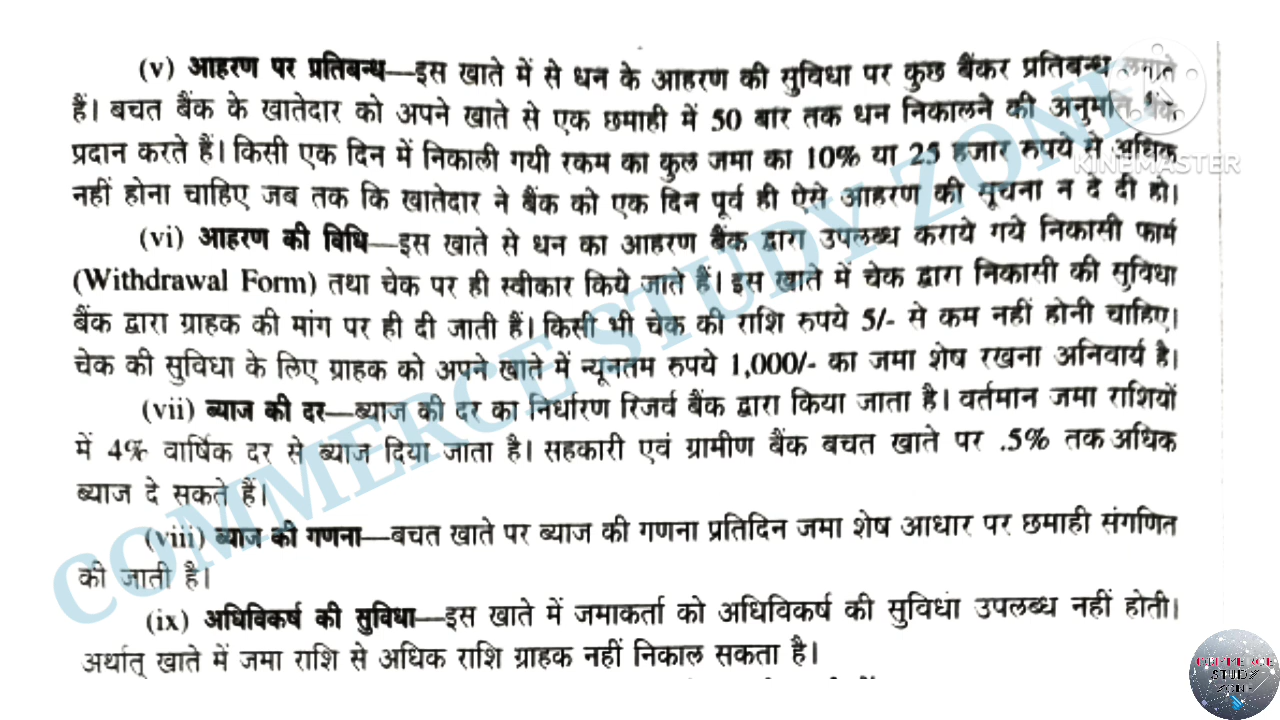 (v) आहरण पर प्रतिबन्ध—इस खाते में से धन के आहरण की सुविधा पर कुछ बैंकर प्रतिबन्ध लगाते
हैं। बचत बैंक के खातेदार को अपने खाते से एक छमाही में 50 बार तक धन निकालने की अनुमति बैंक
प्रदान करते हैं। किसी एक दिन में निकाली गयी रकम का कुल जमा का 10% या 25 हजार रुपये से अधिक
नहीं होना चाहिए जब तक कि खातेदार ने बैंक को एक दिन पूर्व ही ऐसे आहरण की सूचना न दे दी हो।
(vi) आहरण की विधि—इस खाते से धन का आहरण बैंक द्वारा उपलब्ध कराये गये निकासी फार्म
(Withdrawal Form) तथा चेक पर ही स्वीकार किये जाते हैं। इस खाते में चेक द्वारा निकासी की सुविधा
बैंक द्वारा ग्राहक की मांग पर ही दी जाती हैं। किसी भी चेक की राशि रुपये 5/- से कम नहीं होनी चाहिए।
चेक की सुविधा के लिए ग्राहक को अपने खाते में न्यूनतम रुपये 1,000/- का जमा शेष रखना अनिवार्य है।
(vii) ब्याज की दर—ब्याज की दर का निर्धारण रिजर्व बैंक द्वारा किया जाता है। वर्तमान जमा राशियों
में 4% वार्षिक दर से ब्याज दिया जाता है। सहकारी एवं ग्रामीण बैंक बचत खाते पर .5% तक अधिक
ब्याज दे सकते हैं।
(viii) ब्याज की गणना—बचत खाते पर ब्याज की गणना प्रतिदिन जमा शेष आधार पर छमाही संगणित
की जाती है।
(ix) अधिविकर्ष की सुविधा—इस खाते में जमाकर्ता को अधिविकर्ष की सुविधा उपलब्ध नहीं होती।
अर्थात् खाते में जमा राशि से अधिक राशि ग्राहक नहीं निकाल सकता है।
COMMERCE STUDY ZONE
KINEMASTER
COMMERCE
STUDY
ZONE